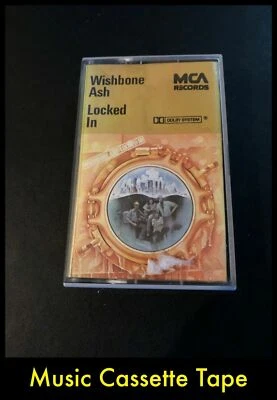 Wishbone
Ash
Locked
In
MCA
RECORDS
DOLBY SYSTEM ®
Music Cassette Tape